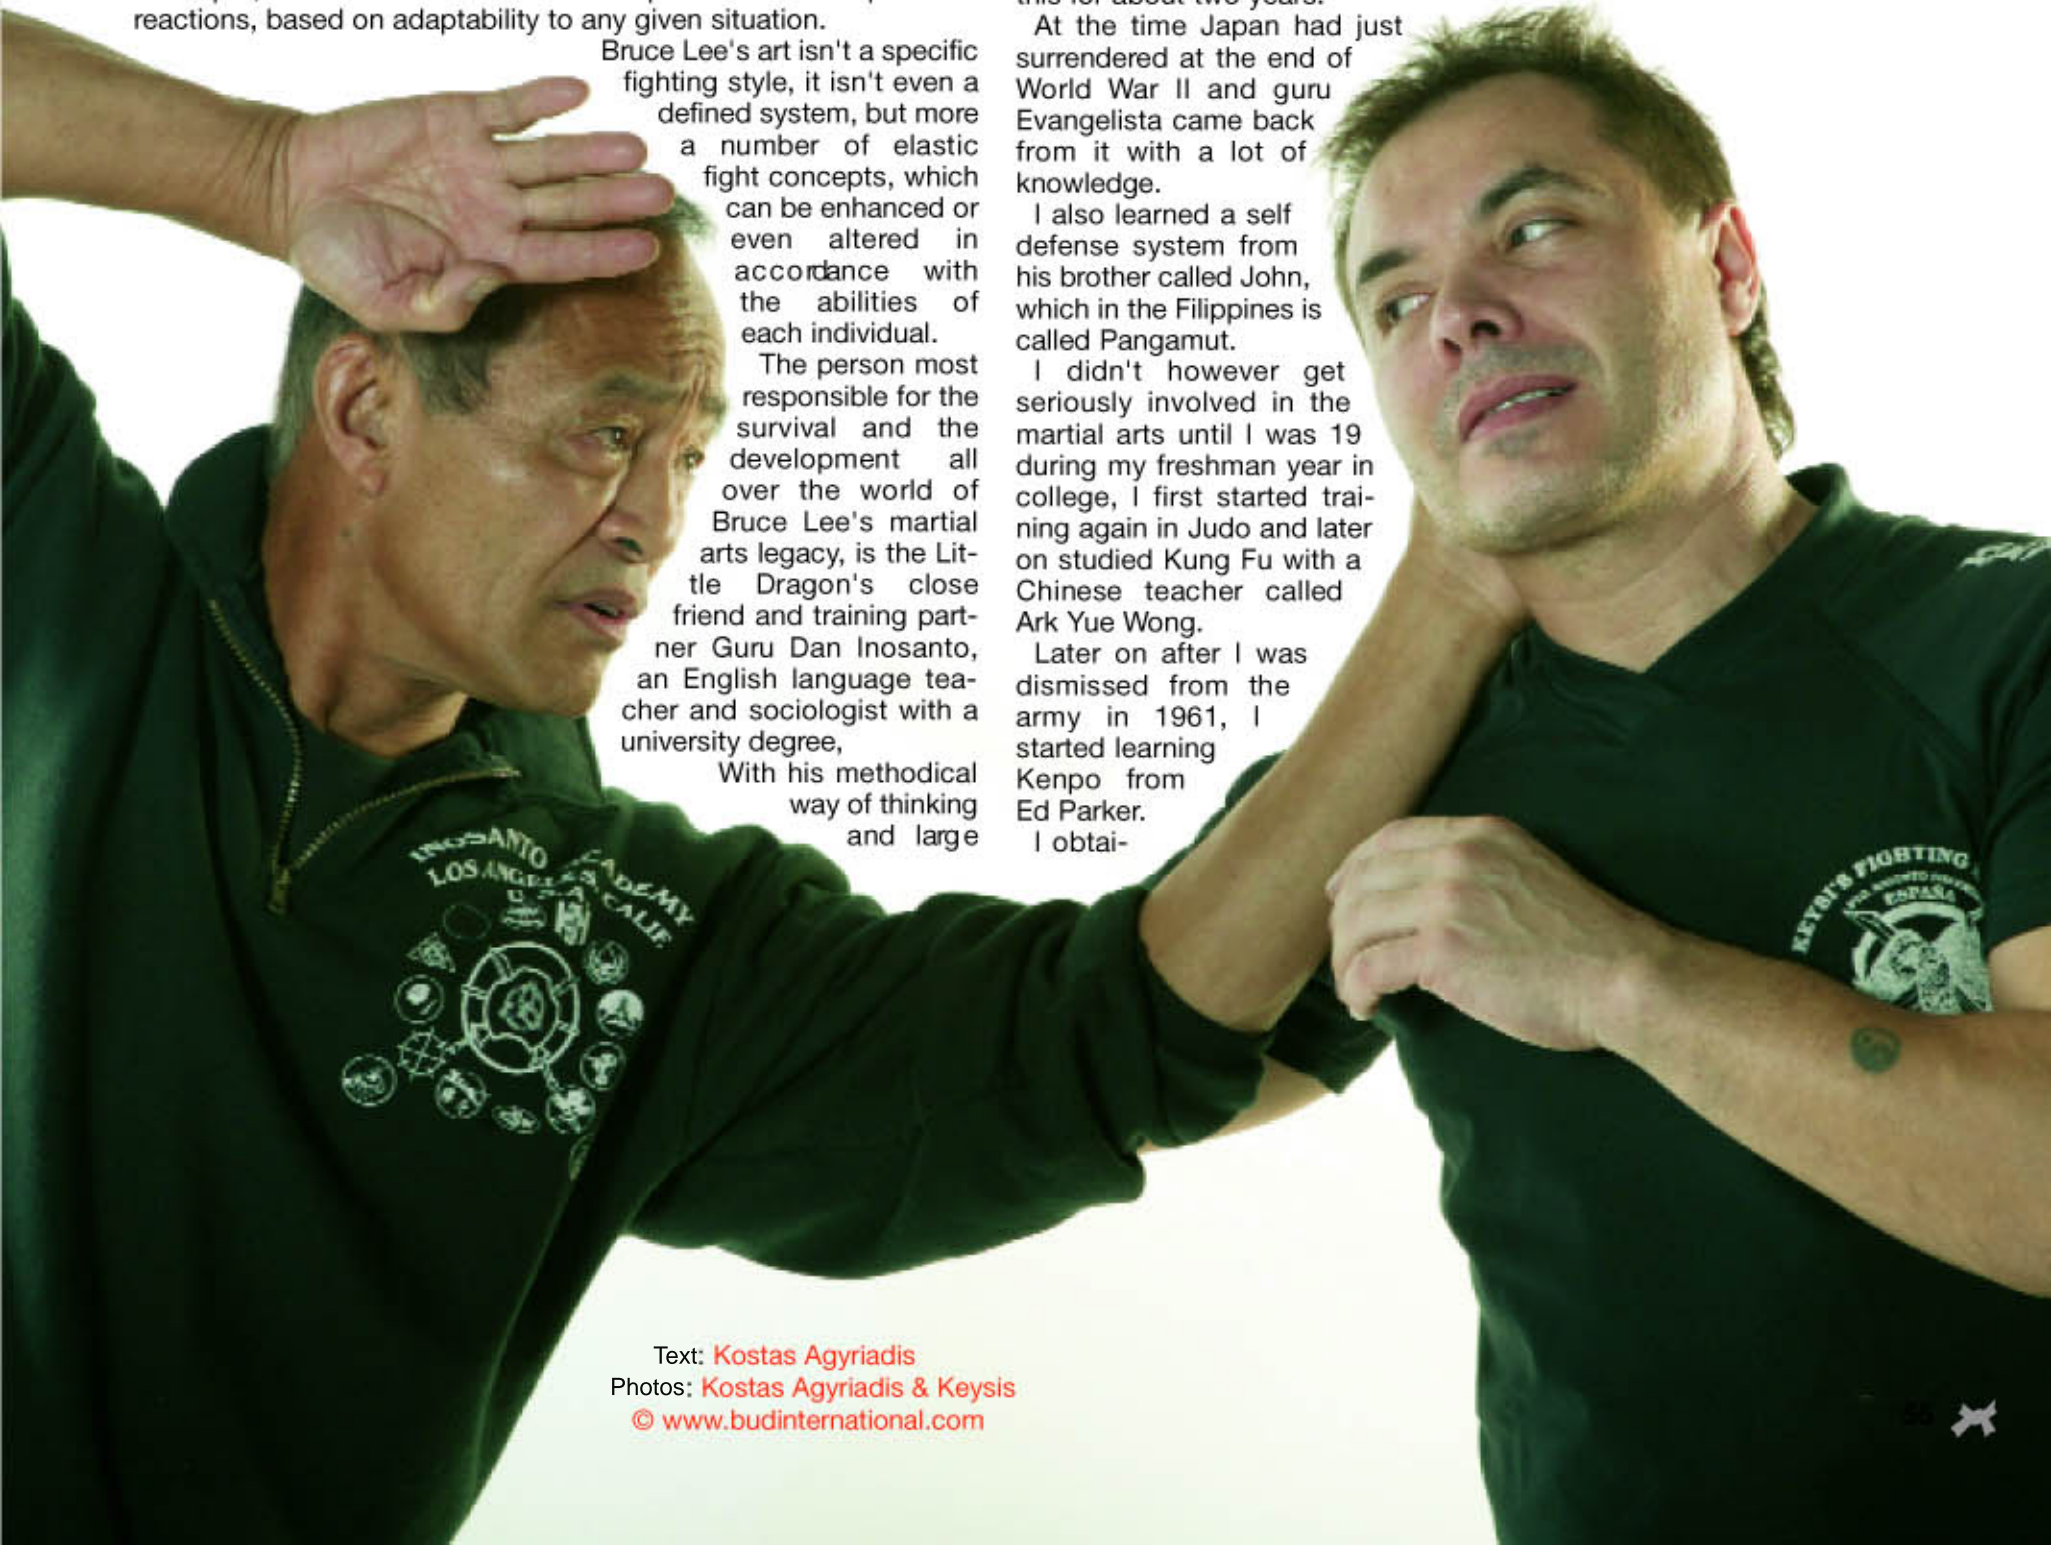 reactions, based on adaptability to any given situation.
Bruce Lee's art isn't a specific
fighting style, it isn't even a
defined system, but more
a number of elastic
fight concepts, which
can be enhanced or
even altered in
accordance with
the abilities of
each individual.
The person most
responsible for the
survival and the
development all
over the world of
Bruce Lee's martial
arts legacy, is the Lit-
tle Dragon's close
friend and training part-
ner Guru Dan Inosanto,
an English language tea-
cher and sociologist with a
university degree,
With his methodical
way of thinking
and large
this for about two years.
At the time Japan had just
surrendered at the end of
World War II and guru
Evangelista came back
from it with a lot of
knowledge.
I also learned a self
defense system from
his brother called John,
which in the Filippines is
called Pangamut.
I didn't however get
seriously involved in the
martial arts until I was 19
during my freshman year in
college, I first started trai-
ning again in Judo and later
on studied Kung Fu with a
Chinese teacher called
Ark Yue Wong.
Later on after I was
dismissed from the
army in 1961, I
started learning
Kenpo from
Ed Parker.
I obtai-
INOSANTO ACADEMY
LOS ANGELES CALIF.
U.S.A.
KEYSI'S FIGHTING
ESPAÑA
Text: Kostas Agyriadis
Photos: Kostas Agyriadis & Keysis
© www.budinternational.com